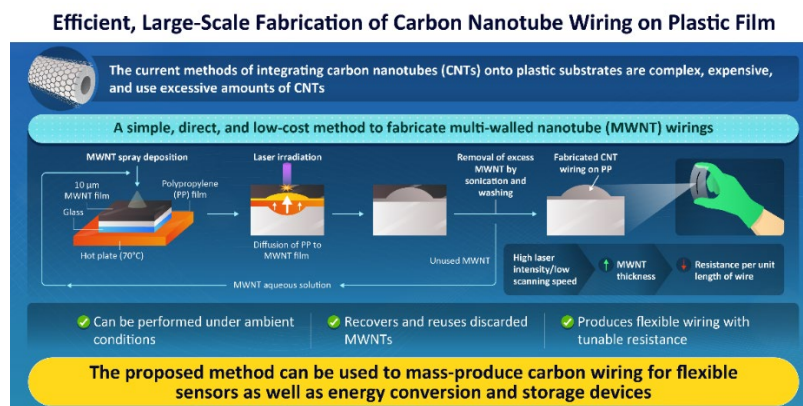 Efficient, Large-Scale Fabrication of Carbon Nanotube Wiring on Plastic Film
The current methods of integrating carbon nanotubes (CNTs) onto plastic substrates are complex, expensive,
and use excessive amounts of CNTs
A simple, direct, and low-cost method to fabricate multi-walled nanotube (MWNT) wirings
MWNT spray deposition
10 µm
MWNT film
Polypropylene
(PP) film
Glass
Hot plate (70°C)
Laser irradiation
Diffusion of PP to
MWNT film
Removal of excess
MWNT by
sonication and
washing
Unused MWNT
MWNT aqueous solution
Fabricated CNT
wiring on PP
High laser
intensity/low
scanning speed
MWNT
thickness
Resistance per unit
length of wire
Can be performed under ambient
conditions
Recovers and reuses discarded
MWNTs
Produces flexible wiring with
tunable resistance
The proposed method can be used to mass-produce carbon wiring for flexible
sensors as well as energy conversion and storage devices